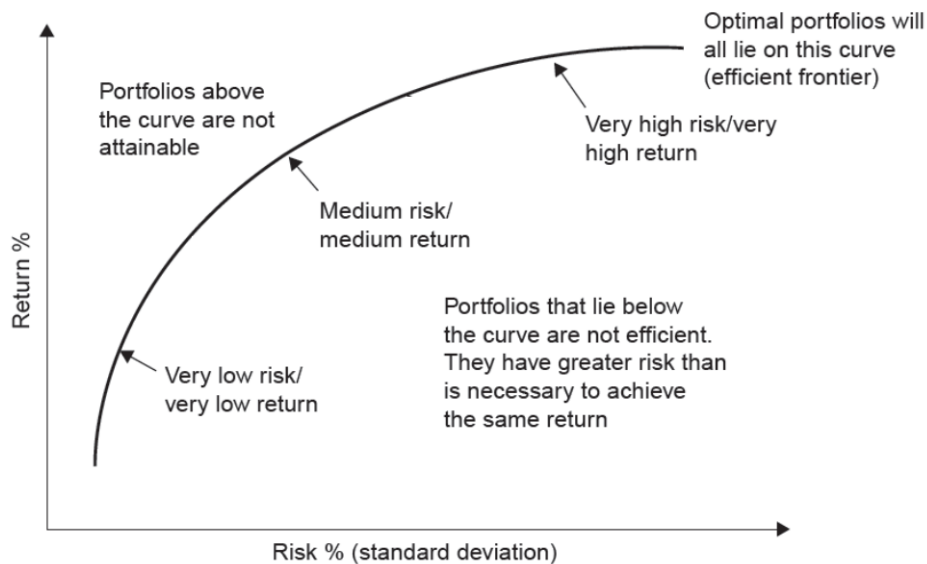 Optimal portfolios will
all lie on this curve
(efficient frontier)
Portfolios above
the curve are not
attainable
Very high risk/very
high return
Medium risk/
medium return
Return %
Portfolios that lie below
the curve are not efficient.
They have greater risk than
is necessary to achieve
the same return
Very low risk/
very low return
Risk % (standard deviation)